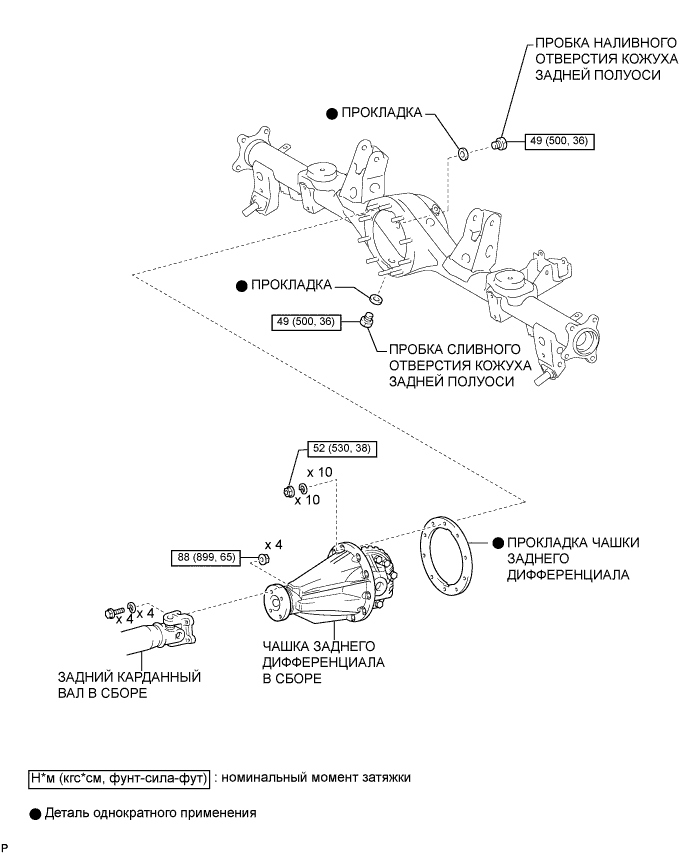 ПРОБКА НАЛИВНОГО
ОТВЕРСТИЯ КОЖУХА
ЗАДНЕЙ ПОЛУОСИ
ПРОКЛАДКА
49 (500, 36)
ПРОКЛАДКА
49 (500, 36)
ПРОБКА СЛИВНОГО
ОТВЕРСТИЯ КОЖУХА
ЗАДНЕЙ ПОЛУОСИ
52 (530, 38)
x 10
x 10
x 4
88 (899, 65)
ПРОКЛАДКА ЧАШКИ
ЗАДНЕГО
ДИФФЕРЕНЦИАЛА
x 4
x 4
ЧАШКА ЗАДНЕГО
ДИФФЕРЕНЦИАЛА
В СБОРЕ
ЗАДНИЙ КАРДАННЫЙ
ВАЛ В СБОРЕ
Н*м (кгс*см, фунт-сила-фут) : номинальный момент затяжки
Деталь однократного применения
P